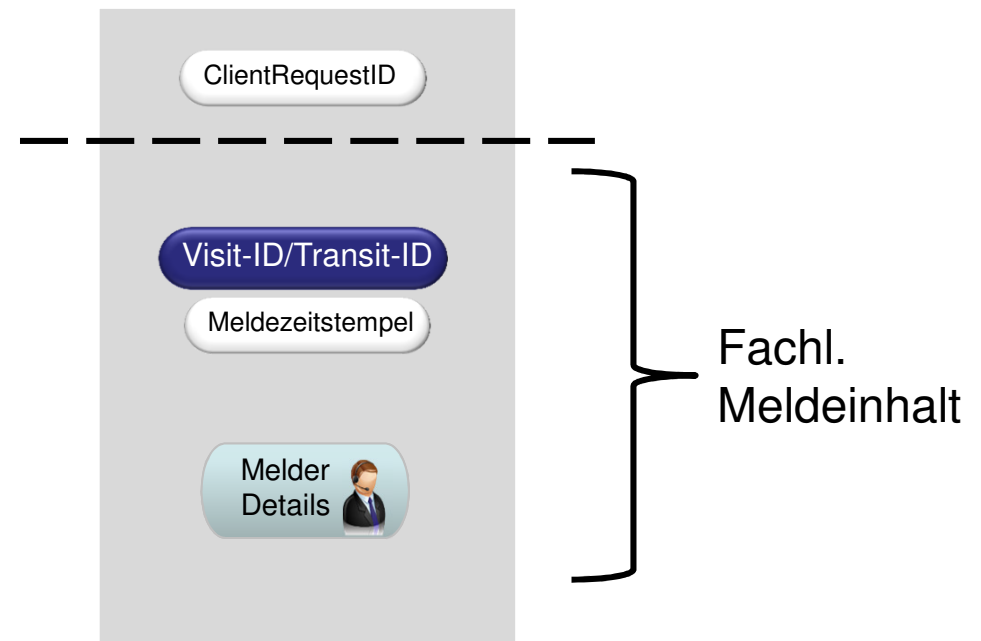 ClientRequestID
Visit-ID/Transit-ID
Meldezeitstempel
Fachl.
Meldeinhalt
Melder
Details